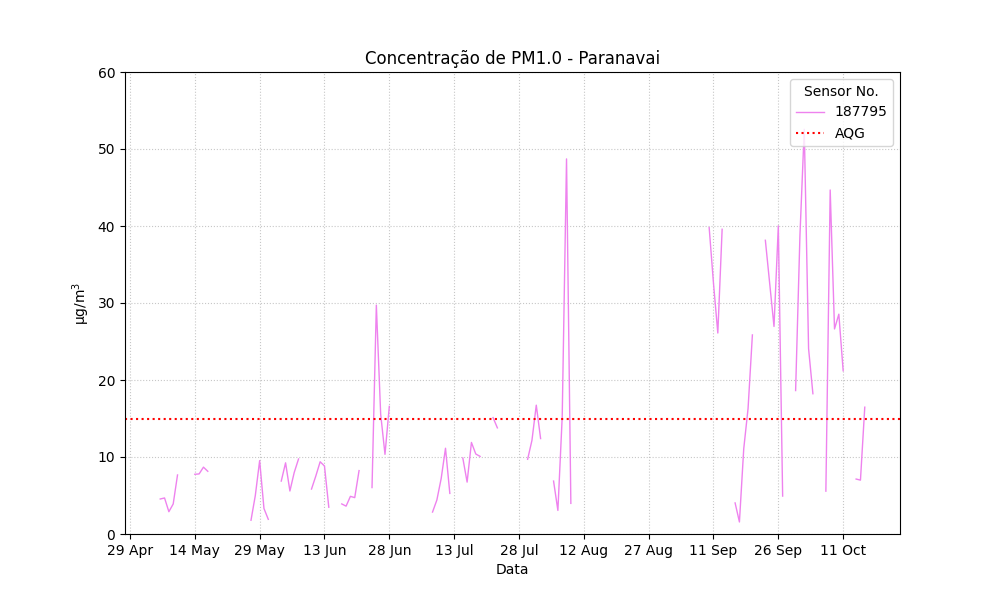 Concentração de PM1.0 - Paranavai
60
50
40
30
20
10
0
µg/m³
Sensor No.
187795
AQG
29 Apr 14 May 29 May 13 Jun 28 Jun 13 Jul 28 Jul 12 Aug 27 Aug 11 Sep 26 Sep 11 Oct
Data